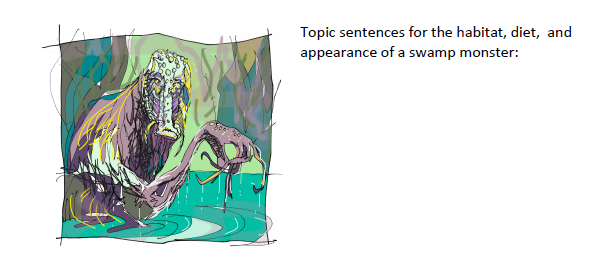 Topic sentences for the habitat, diet, and
appearance of a swamp monster: